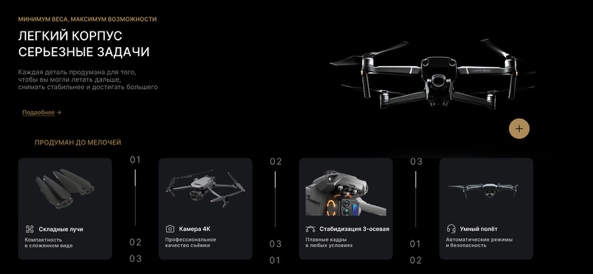 МИНИМУМ ВЕСА, МАКСИМУМ ВОЗМОЖНОСТИ
ЛЕГКИЙ КОРПУС
СЕРЬЕЗНЫЕ ЗАДАЧИ
Каждая деталь продумана для того,
чтобы вы могли летать дальше,
снимать стабильнее и достигать большего
Подробнее →
ПРОДУМАН ДО МЕЛОЧЕЙ
01
02
03
Складные лучи
Компактность
в сложенном виде
02
03
01
Камера 4K
Профессиональное
качество съёмки
03
01
02
Стабилизация 3-осевая
Плавные кадры
в любых условиях
Умный полёт
Автоматические режимы
и безопасность